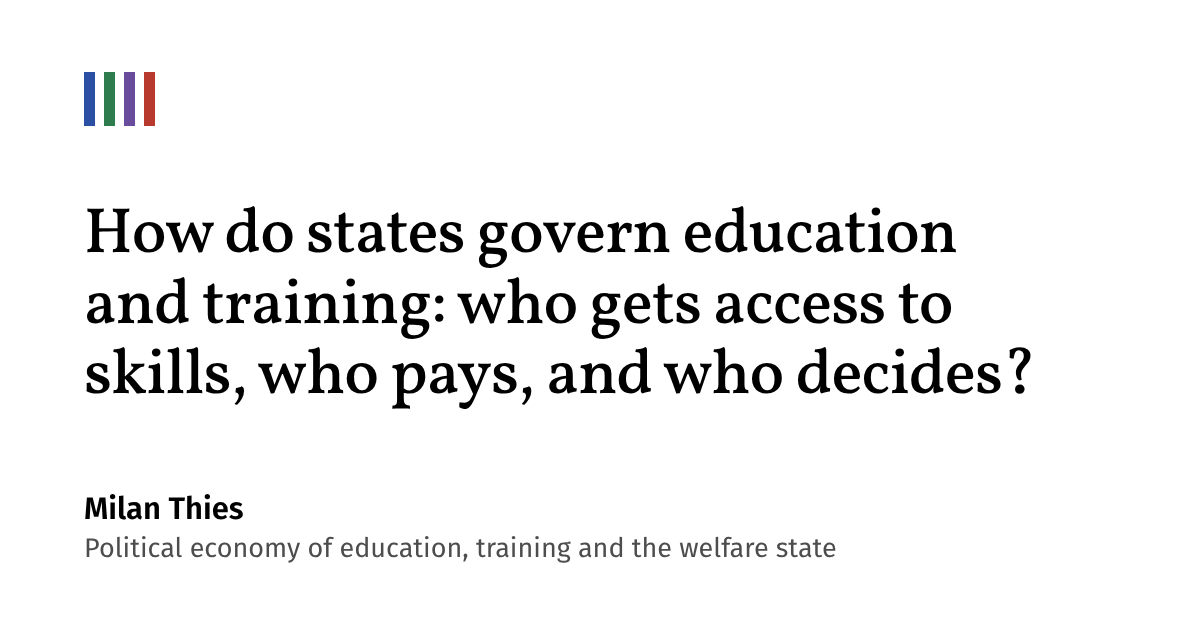 How do states govern education
and training: who gets access to
skills, who pays, and who decides?
Milan Thies
Political economy of education, training and the welfare state